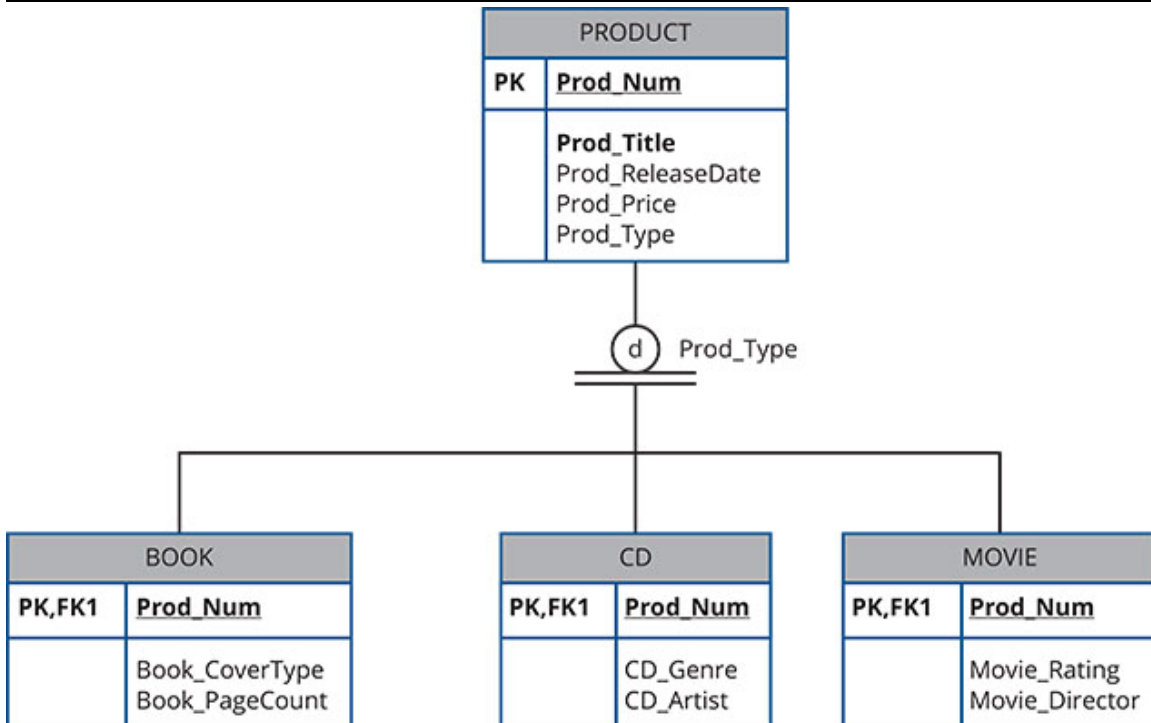 PRODUCT
PK Prod_Num
Prod_Title
Prod_ReleaseDate
Prod_Price
Prod_Type
d Prod_Type
BOOK
PK,FK1 Prod_Num
Book_CoverType
Book_PageCount
CD
PK,FK1 Prod_Num
CD_Genre
CD_Artist
MOVIE
PK,FK1 Prod_Num
Movie_Rating
Movie_Director